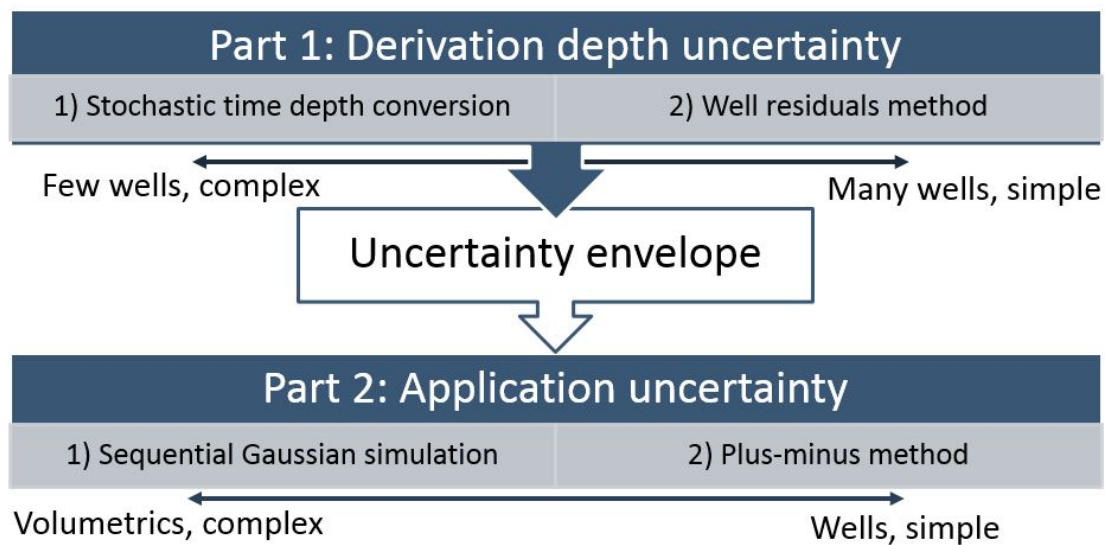 Part 1: Derivation depth uncertainty
1) Stochastic time depth conversion
2) Well residuals method
Few wells, complex
Many wells, simple
Uncertainty envelope
Part 2: Application uncertainty
1) Sequential Gaussian simulation
2) Plus-minus method
Volumetrics, complex
Wells, simple